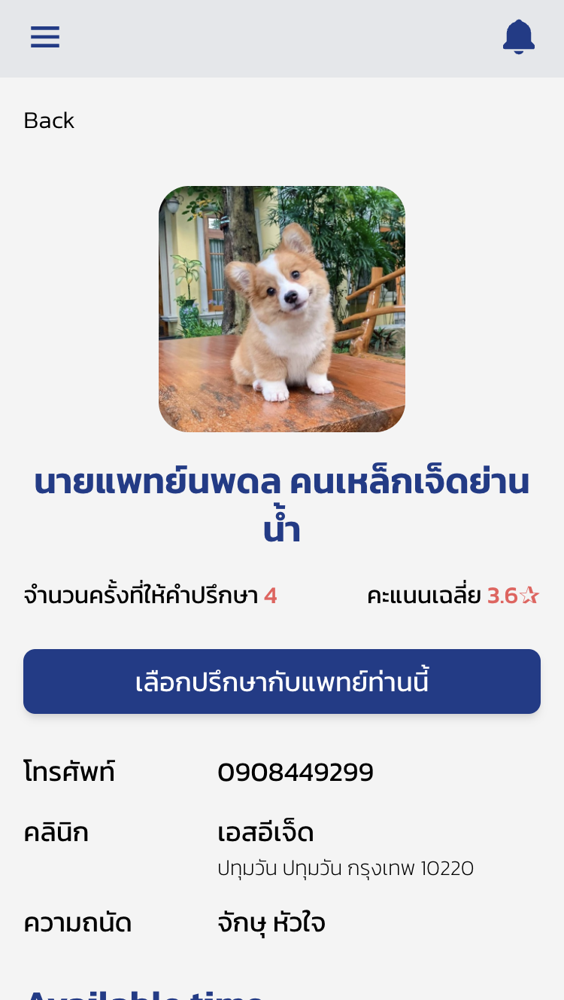 Back
นายแพทย์นพดล คนเหล็กเจ็ดย่าน
น้ำ
จำนวนครั้งที่ให้คำปรึกษา 4
คะแนนเฉลี่ย 3.6☆
เลือกปรึกษากับแพทย์ท่านนี้
โทรศัพท์ 0908449299
คลินิก เอสอีเจ็ด
ปทุมวัน ปทุมวัน กรุงเทพ 10220
ความถนัด จักษุ หัวใจ
Available time